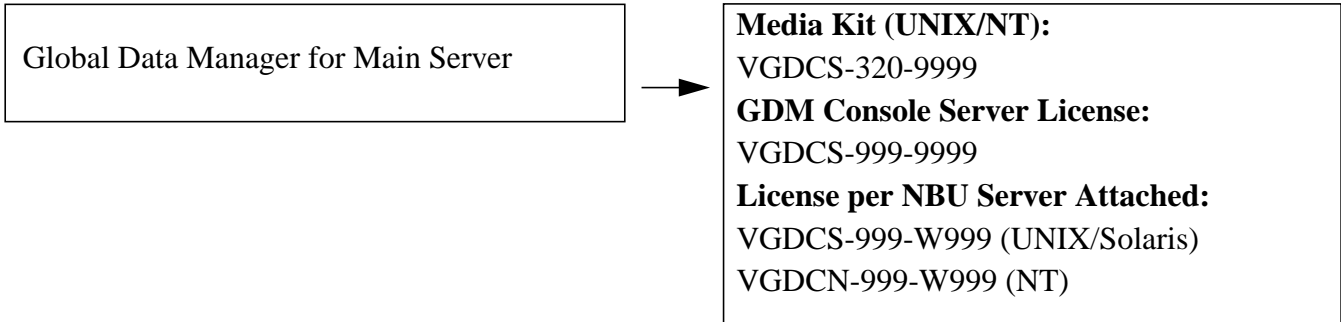 Global Data Manager for Main Server
Media Kit (UNIX/NT):
VGDCS-320-9999
GDM Console Server License:
VGDCS-999-9999
License per NBU Server Attached:
VGDCS-999-W999 (UNIX/Solaris)
VGDCN-999-W999 (NT)